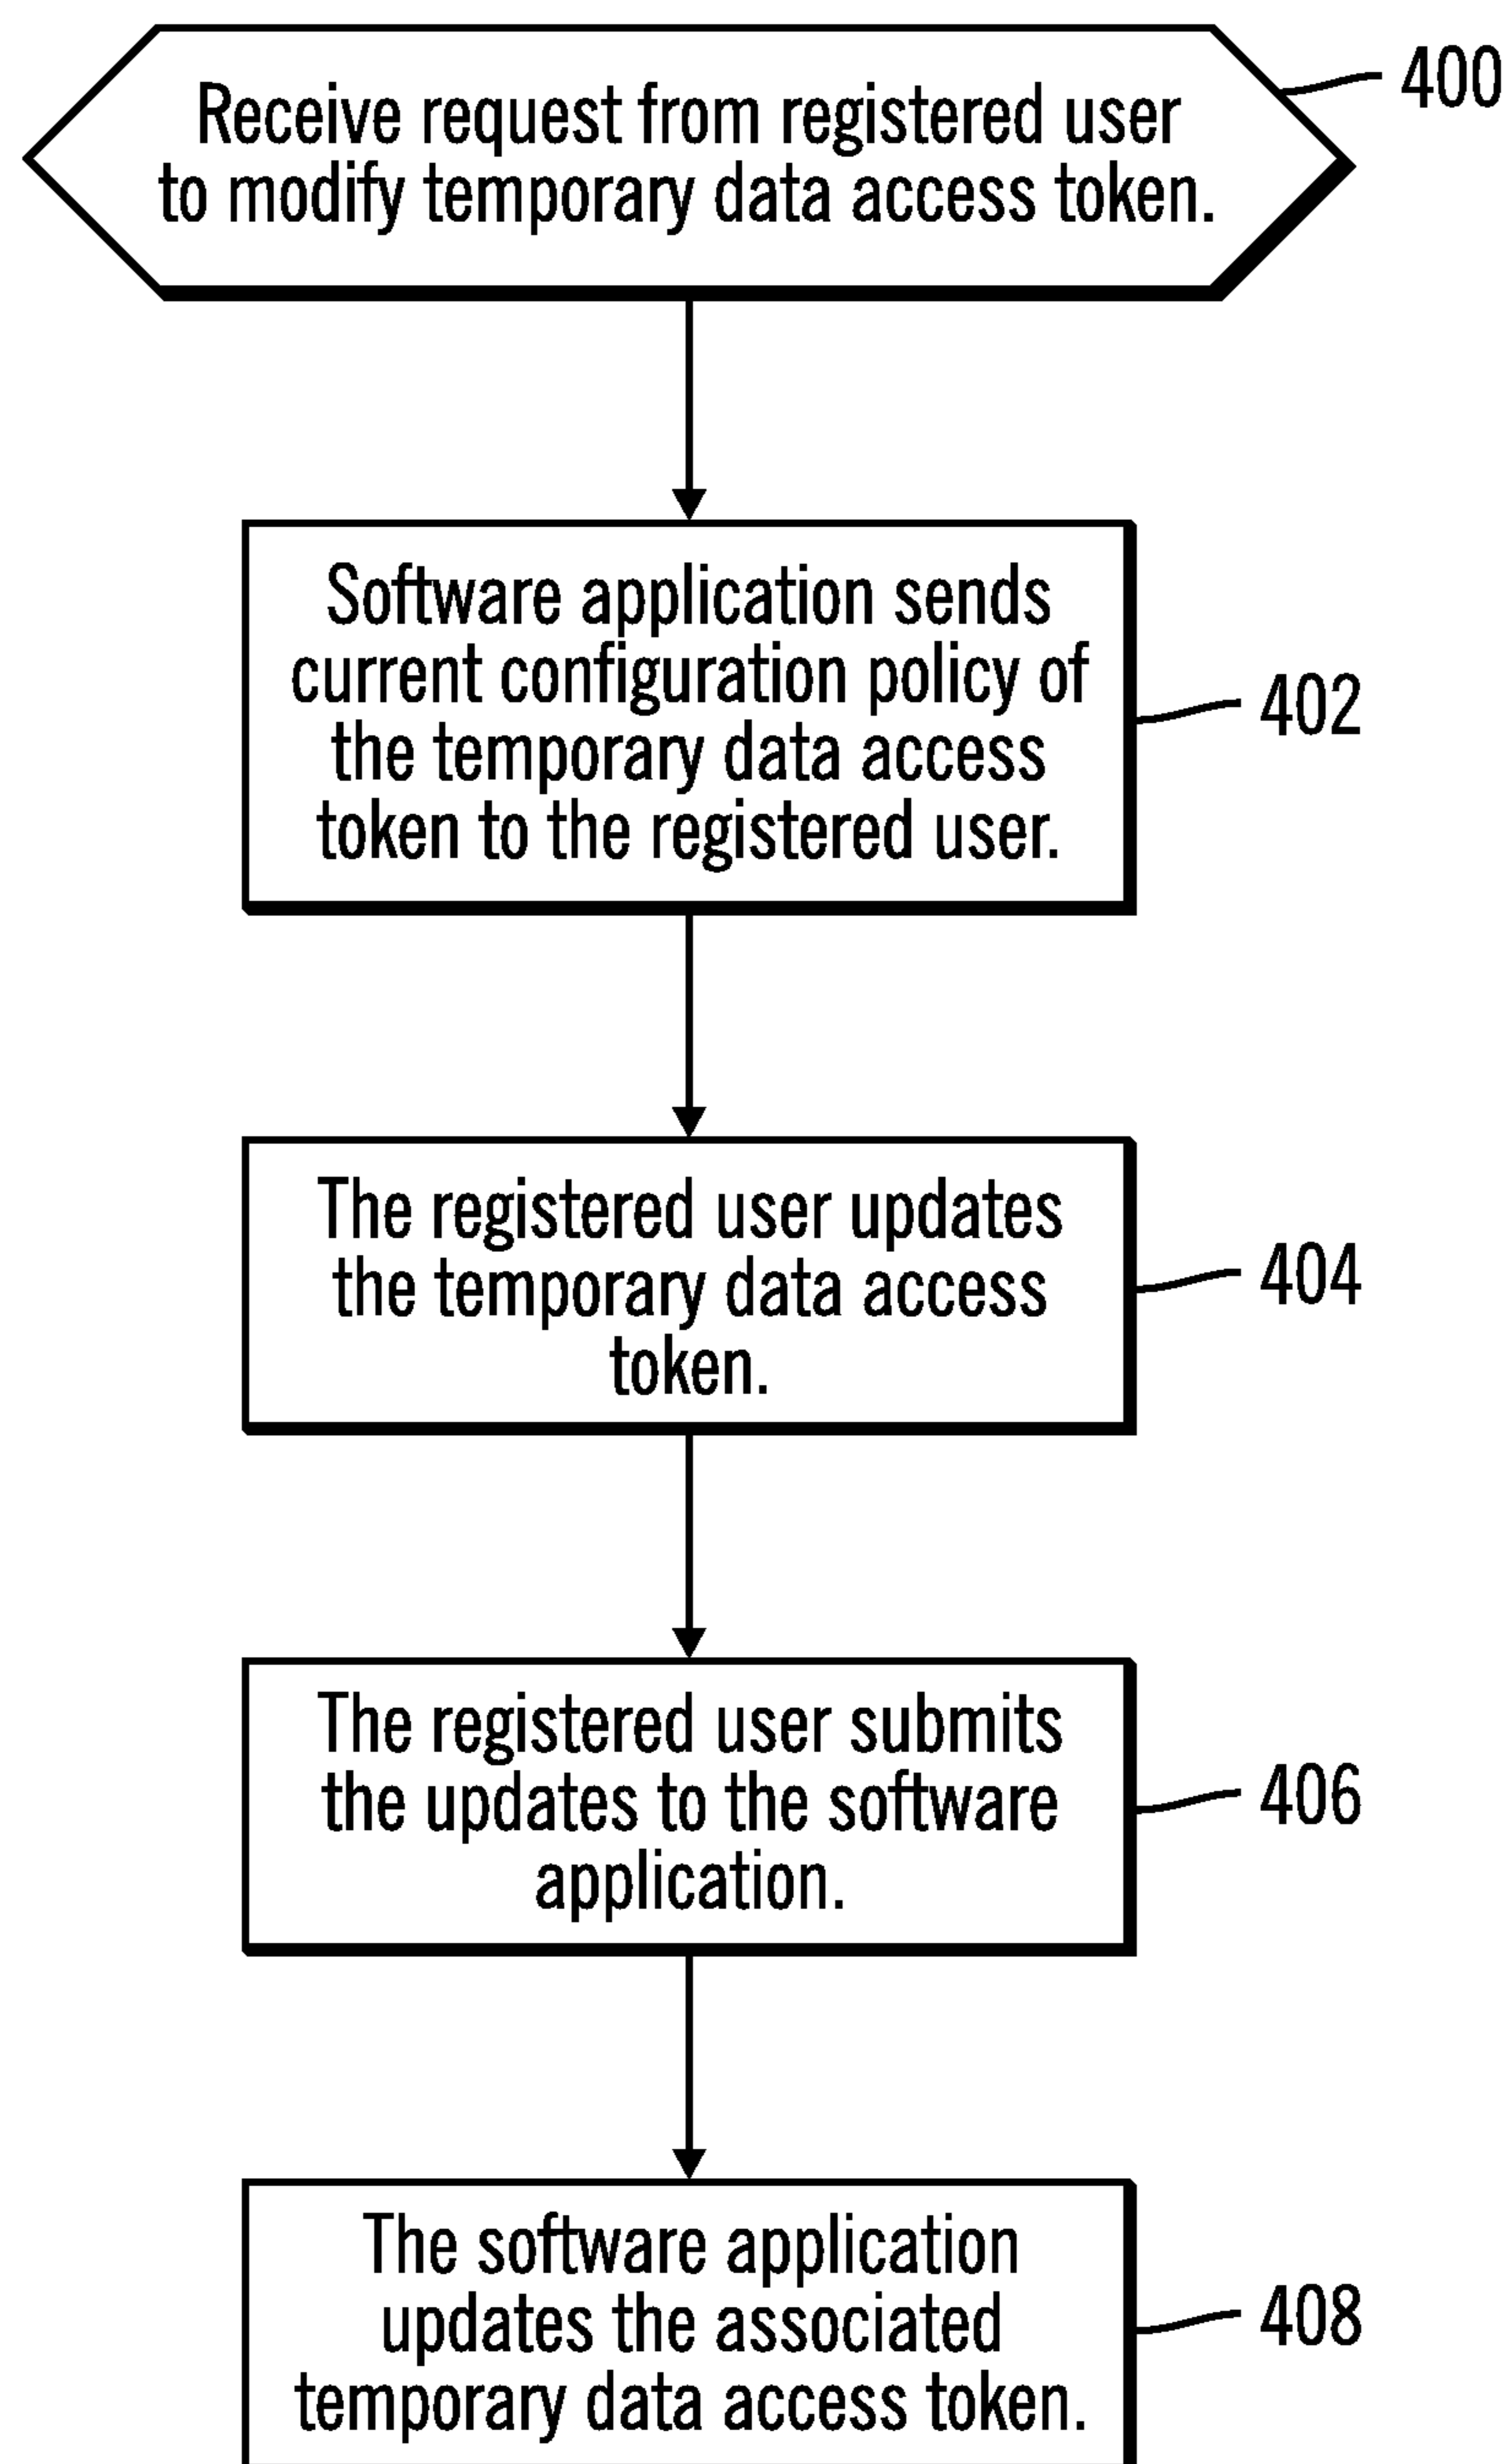 Receive request from registered user
to modify temporary data access token.
400
Software application sends
current configuration policy of
the temporary data access
token to the registered user.
402
The registered user updates
the temporary data access
token.
404
The registered user submits
the updates to the software
application.
406
The software application
updates the associated
temporary data access token.
408